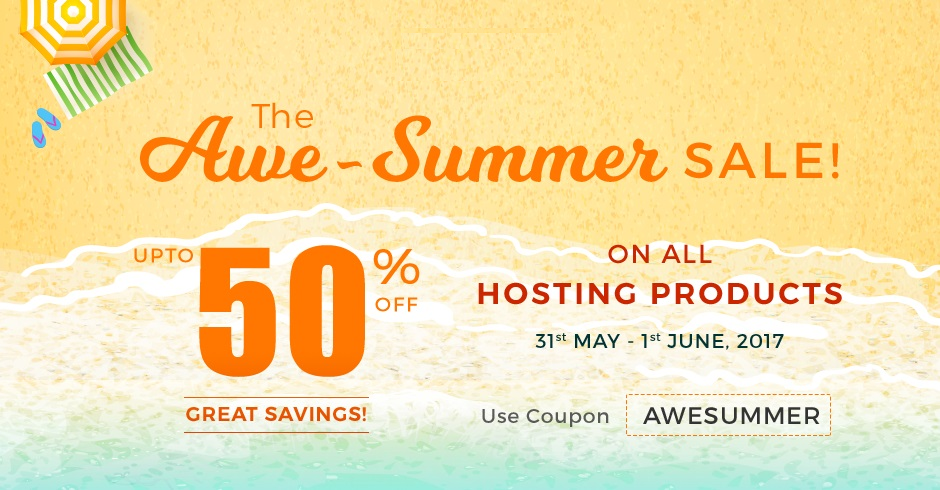 The
Awe~Summer SALE!
UPTO 50% OFF
GREAT SAVINGS!
ON ALL
HOSTING PRODUCTS
31st MAY - 1st JUNE, 2017
Use Coupon AWESUMMER